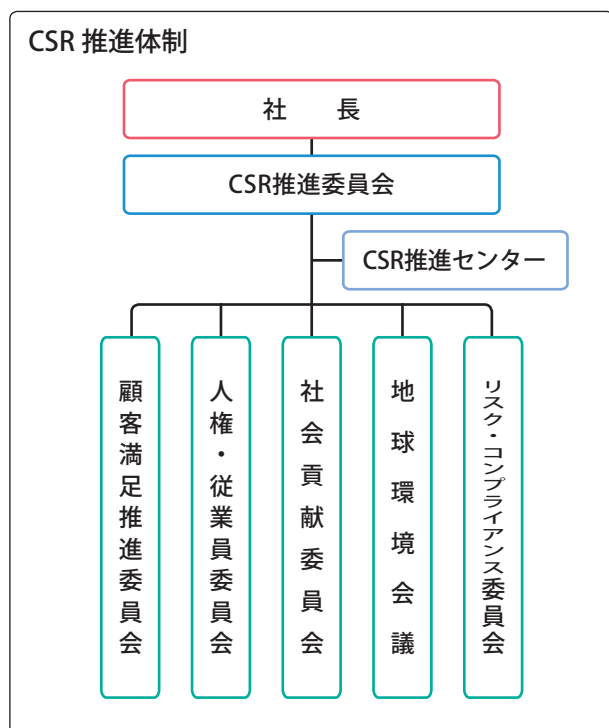 CSR 推進体制
社　長
CSR推進委員会
CSR推進センター
顧客満足推進委員会
人権・従業員委員会
社会貢献委員会
地球環境会議
リスク・コンプライアンス委員会